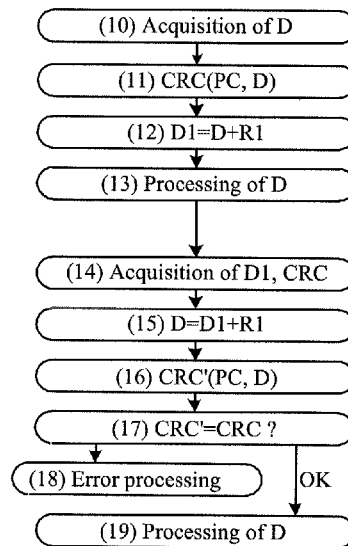 (10) Acquisition of D
(11) CRC(PC, D)
(12) D1=D+R1
(13) Processing of D
(14) Acquisition of D1, CRC
(15) D=D1+R1
(16) CRC'(PC, D)
(17) CRC'=CRC ?
(18) Error processing
OK
(19) Processing of D